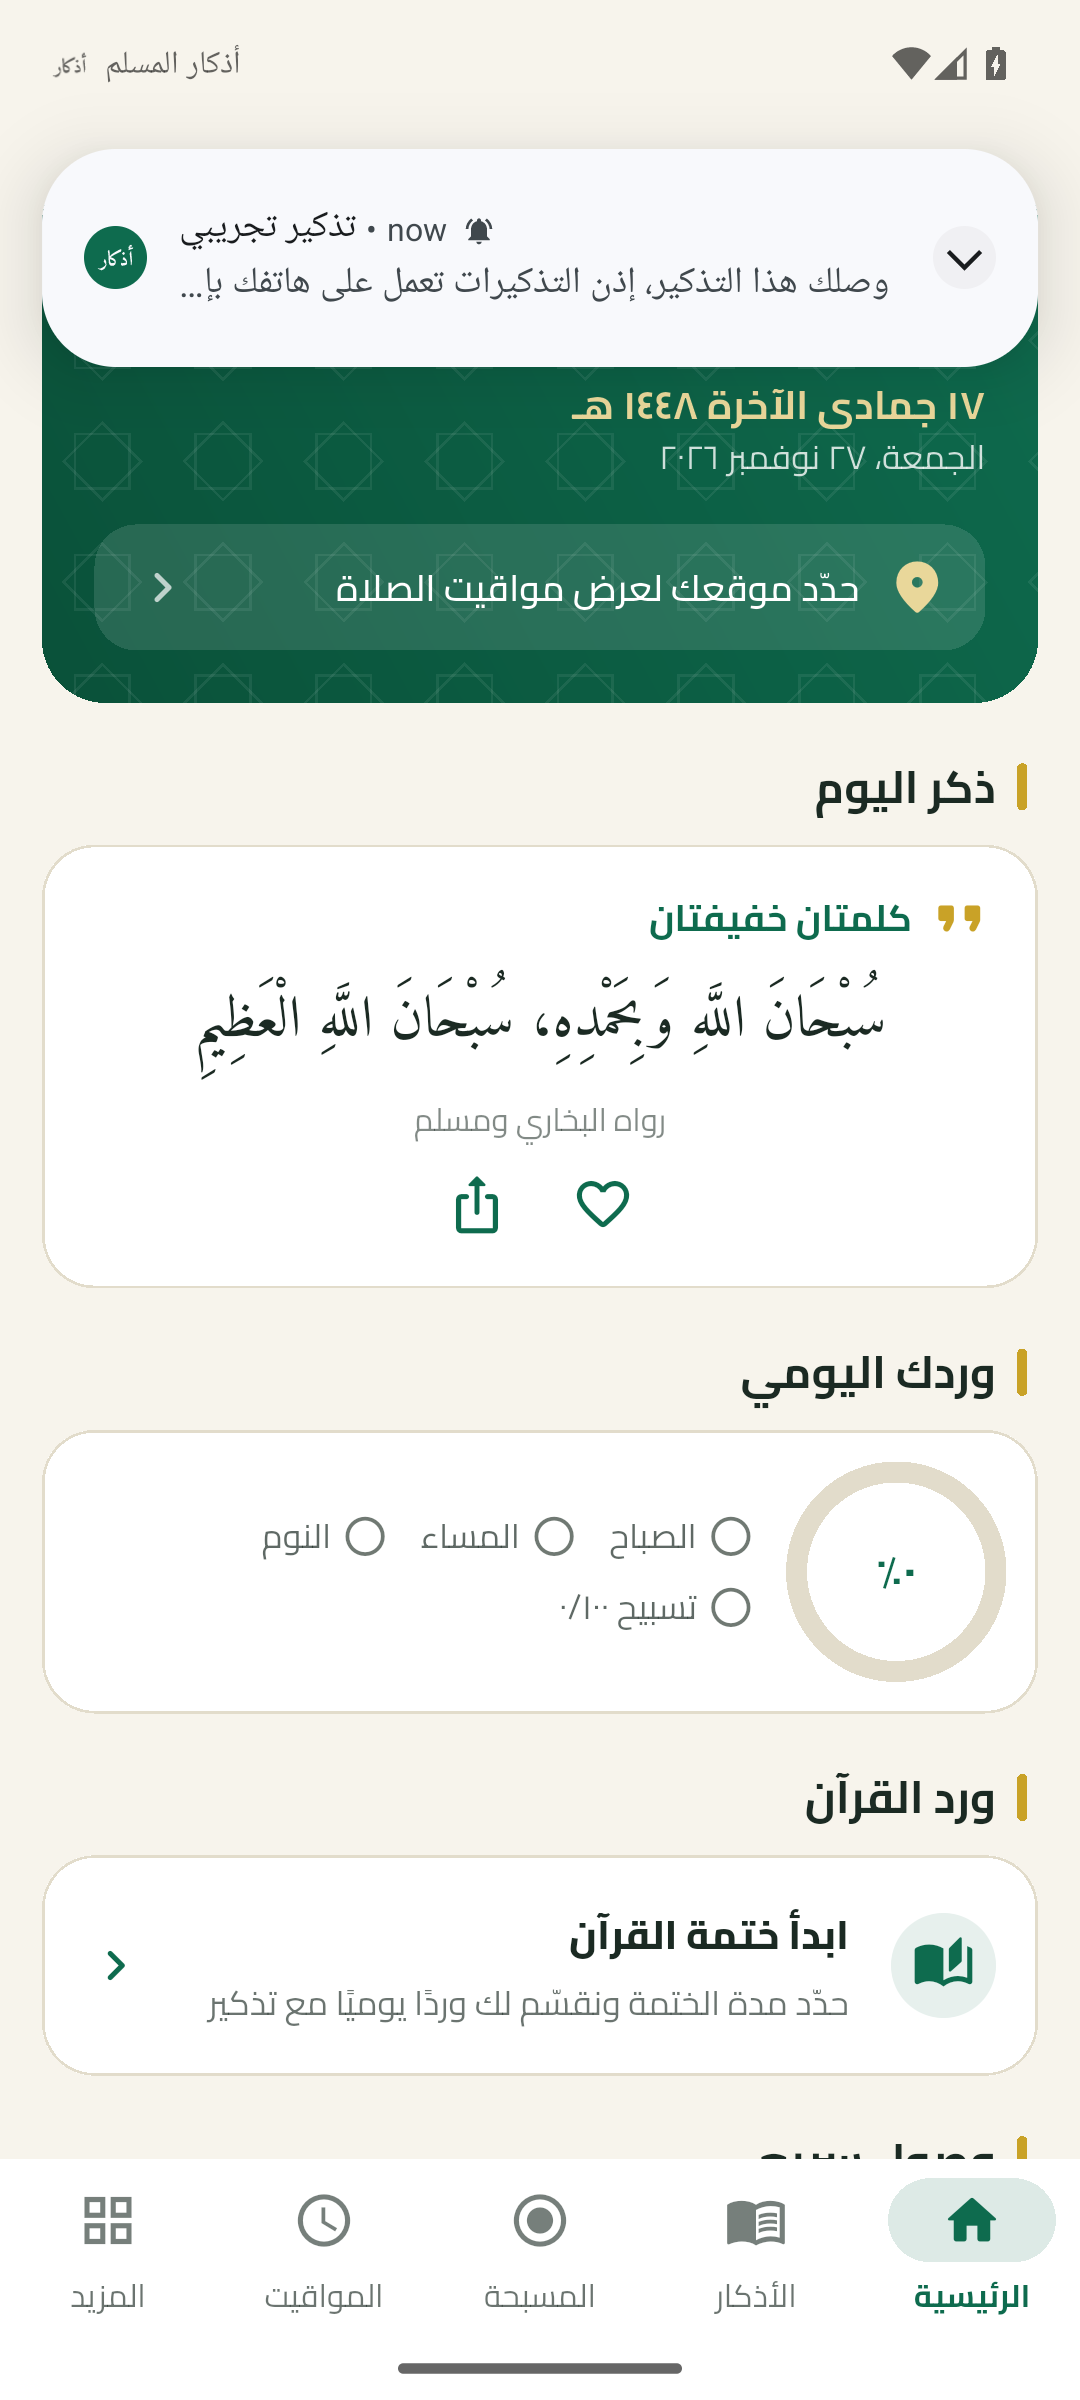 أذكار المسلم أذكار
تذكير تجريبي • now
أذكار
وصلك هذا التذكير، إذن التذكيرات تعمل على هاتفك بإ...
١٧ جمادى الآخرة ١٤٤٨ هـ
الجمعة، ٢٧ نوفمبر ٢٠٢٦
حدّد موقعك لعرض مواقيت الصلاة
ذكر اليوم
كلمتان خفيفتان
سُبْحَانَ اللَّهِ وَبِحَمْدِهِ، سُبْحَانَ اللَّهِ الْعَظِيمِ
رواه البخاري ومسلم
وردك اليومي
٠٪
الصباح المساء النوم
تسبيح ٠/١٠٠
ورد القرآن
ابدأ ختمة القرآن
حدّد مدة الختمة ونقسّم لك وردًا يوميًا مع تذكير
وصول سريع
الرئيسية الأذكار المسبحة المواقيت المزيد